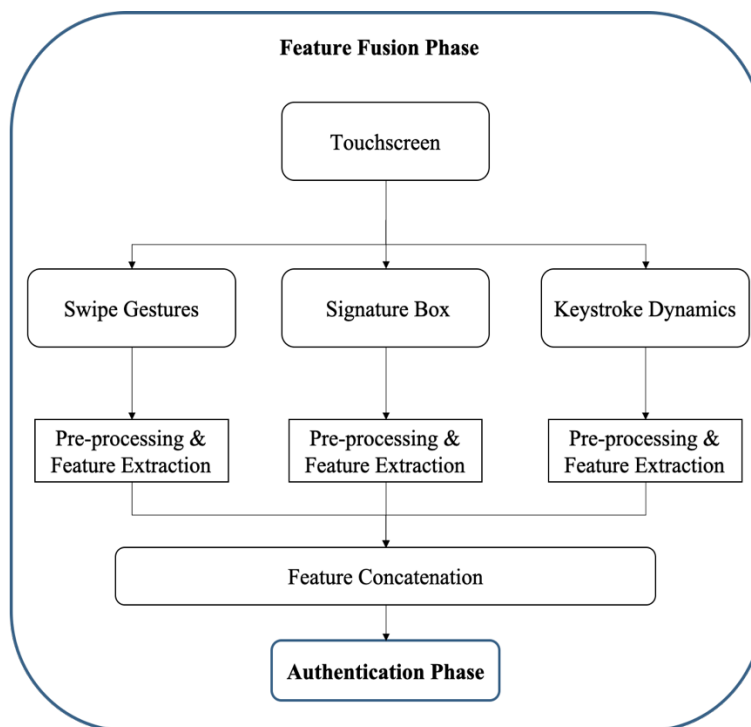 Feature Fusion Phase
Touchscreen
Swipe Gestures
Signature Box
Keystroke Dynamics
Pre-processing &
Feature Extraction
Pre-processing &
Feature Extraction
Pre-processing &
Feature Extraction
Feature Concatenation
Authentication Phase